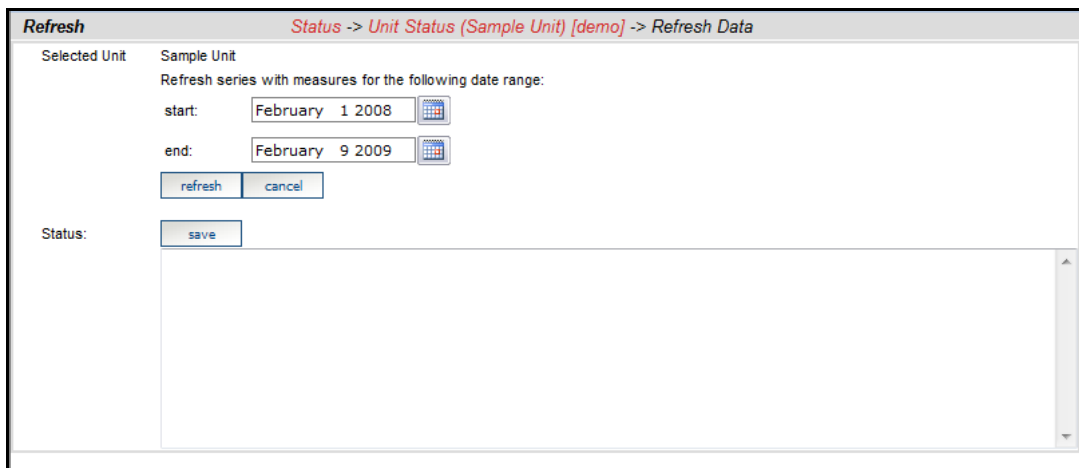 Refresh Status -> Unit Status (Sample Unit) [demo] -> Refresh Data
Selected Unit Sample Unit
Refresh series with measures for the following date range:
start: February 1 2008
end: February 9 2009
refresh cancel
Status: save